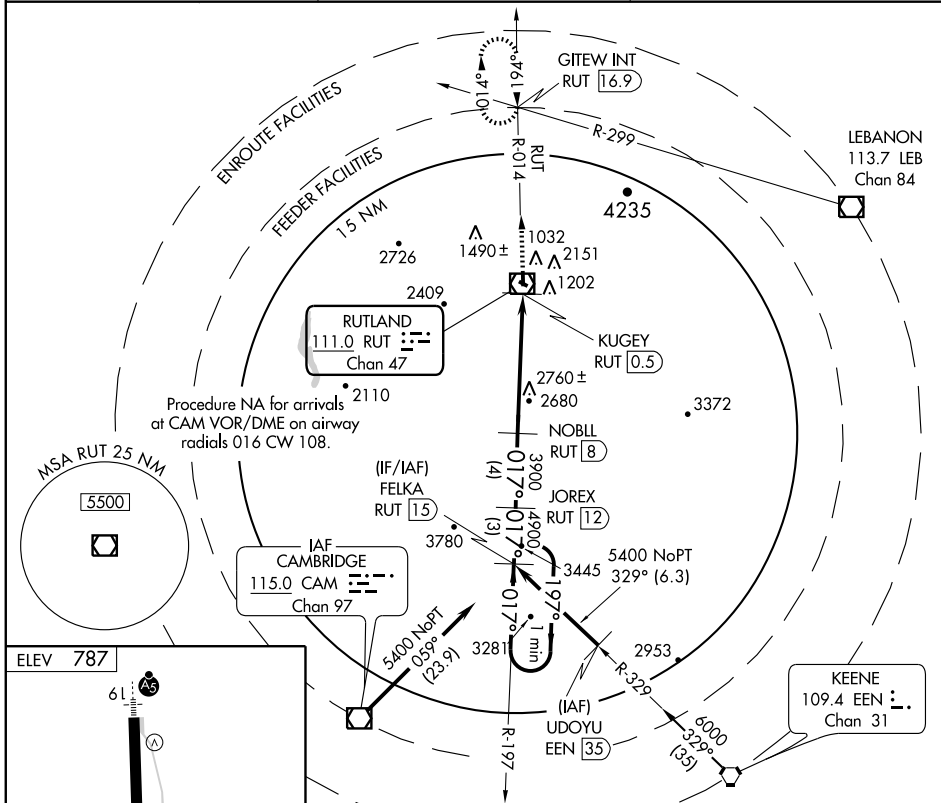 GITEW INT
RUT 16.9
194°
014°
ENROUTE FACILITIES
FEEDER FACILITIES
R-299
RUT
R-014
LEBANON
113.7 LEB
Chan 84
15 NM
4235
2726
1490 ±
1032
2151
1202
2409
RUTLAND
111.0 RUT
Chan 47
KUGEY
RUT 0.5
2110
2760 ±
2680
3372
Procedure NA for arrivals
at CAM VOR/DME on airway
radials 016 CW 108.
NOBLL
RUT 8
MSA RUT 25 NM
5500
(IF/IAF)
FELKA
RUT 15
017°
3900
(4)
JOREX
RUT 12
3780
017°
4900
(3)
3445
5400 NoPT
329° (6.3)
IAF
CAMBRIDGE
115.0 CAM
Chan 97
017°
197°
1 min
3281
5400 NoPT
059°
(23.9)
2953
R-329
(IAF)
UDOYU
EEN 35
KEENE
109.4 EEN
Chan 31
6000
329°
(35)
R-197
ELEV 787
19
A5